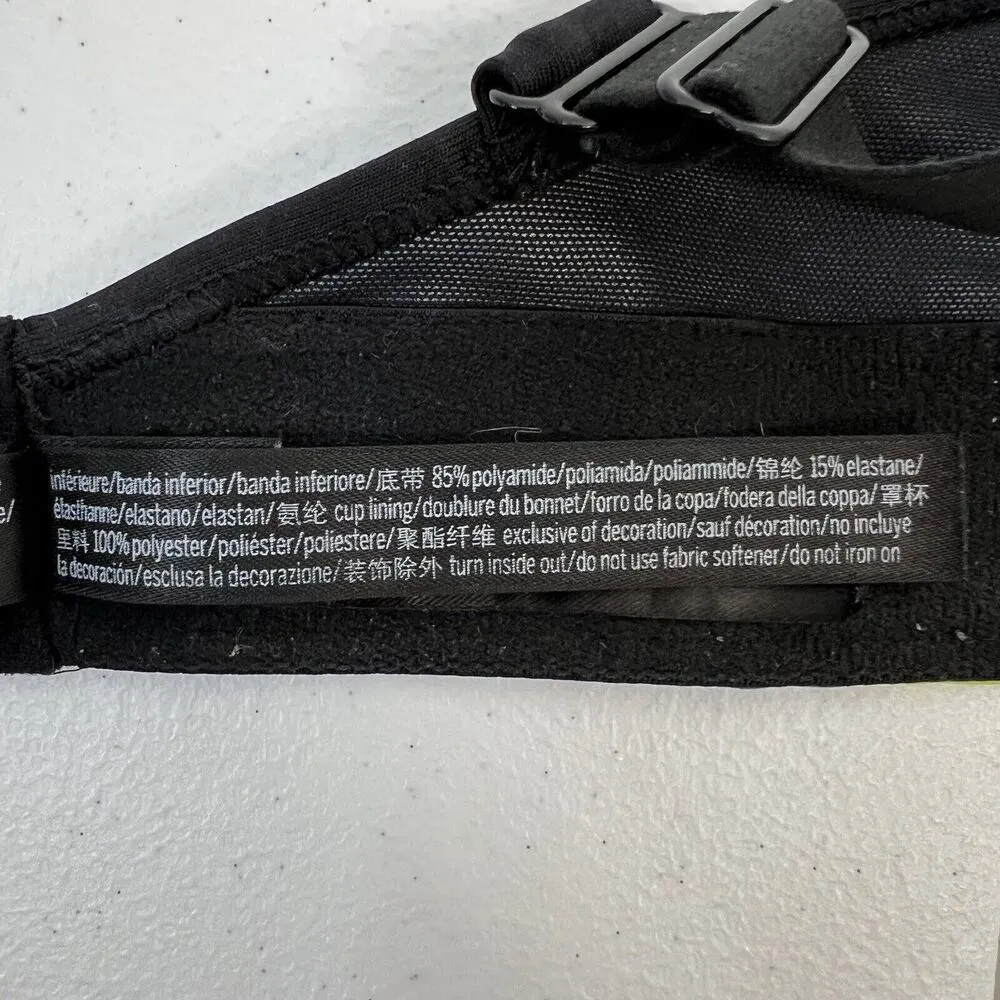 inférieure/banda inferior/banda inferiore/底带 85% polyamide/poliamida/poliammide/锦纶 15% elastane/
élasthanne/elastano/elastan/氨纶 cup lining/doublure du bonnet/forro de la copa/fodera della coppa/罩杯
里料 100% polyester/poliéster/poliestere/聚酯纤维 exclusive of decoration/sauf décoration/no incluye
la decoración/esclusa la decorazione/装饰除外 turn inside out/do not use fabric softener/do not iron on